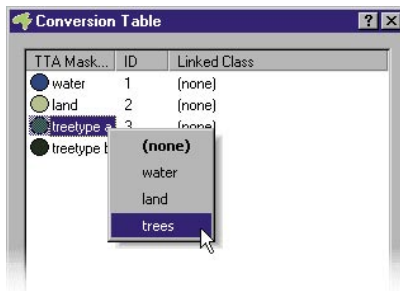 Conversion Table
TTA Mask... ID Linked Class
water 1 (none)
land 2 (none)
treetype a 3 (none)
treetype b
(none)
water
land
trees